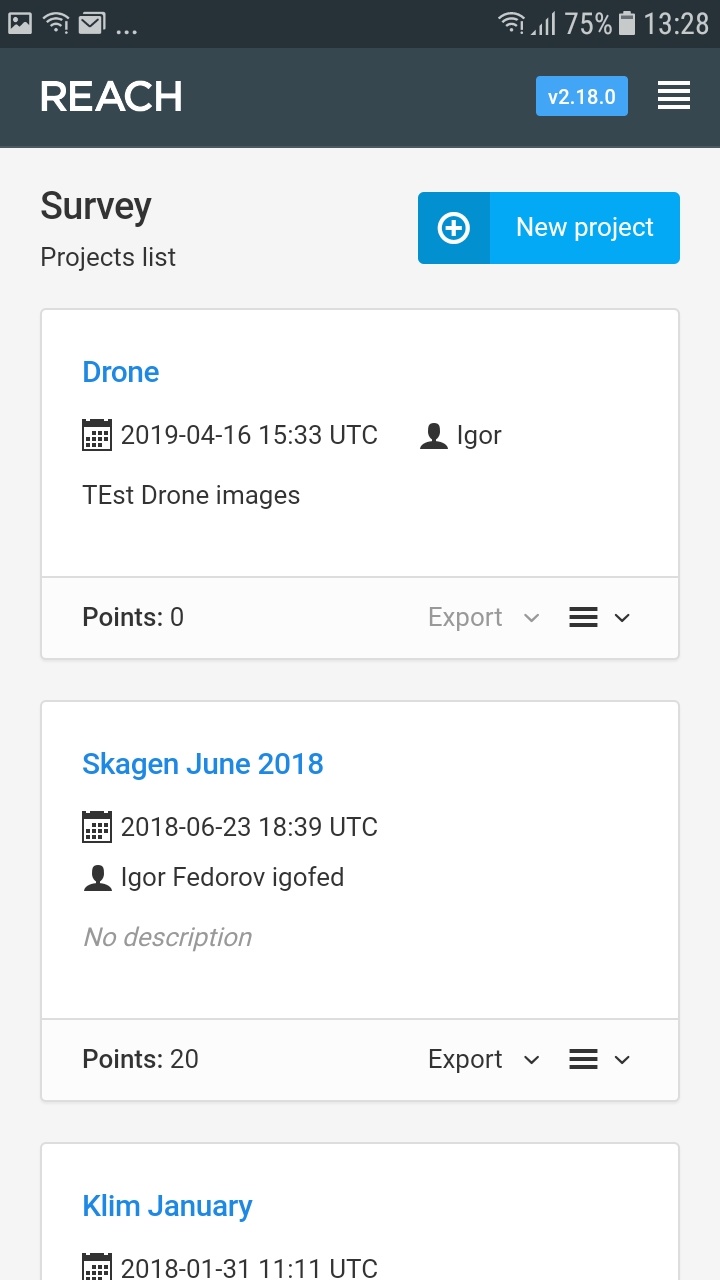 ... 75% 13:28
REACH v2.18.0
Survey
New project
Projects list
Drone
2019-04-16 15:33 UTC Igor
TEst Drone images
Points: 0 Export
Skagen June 2018
2018-06-23 18:39 UTC
Igor Fedorov igofed
No description
Points: 20 Export
Klim January
2018-01-31 11:11 UTC